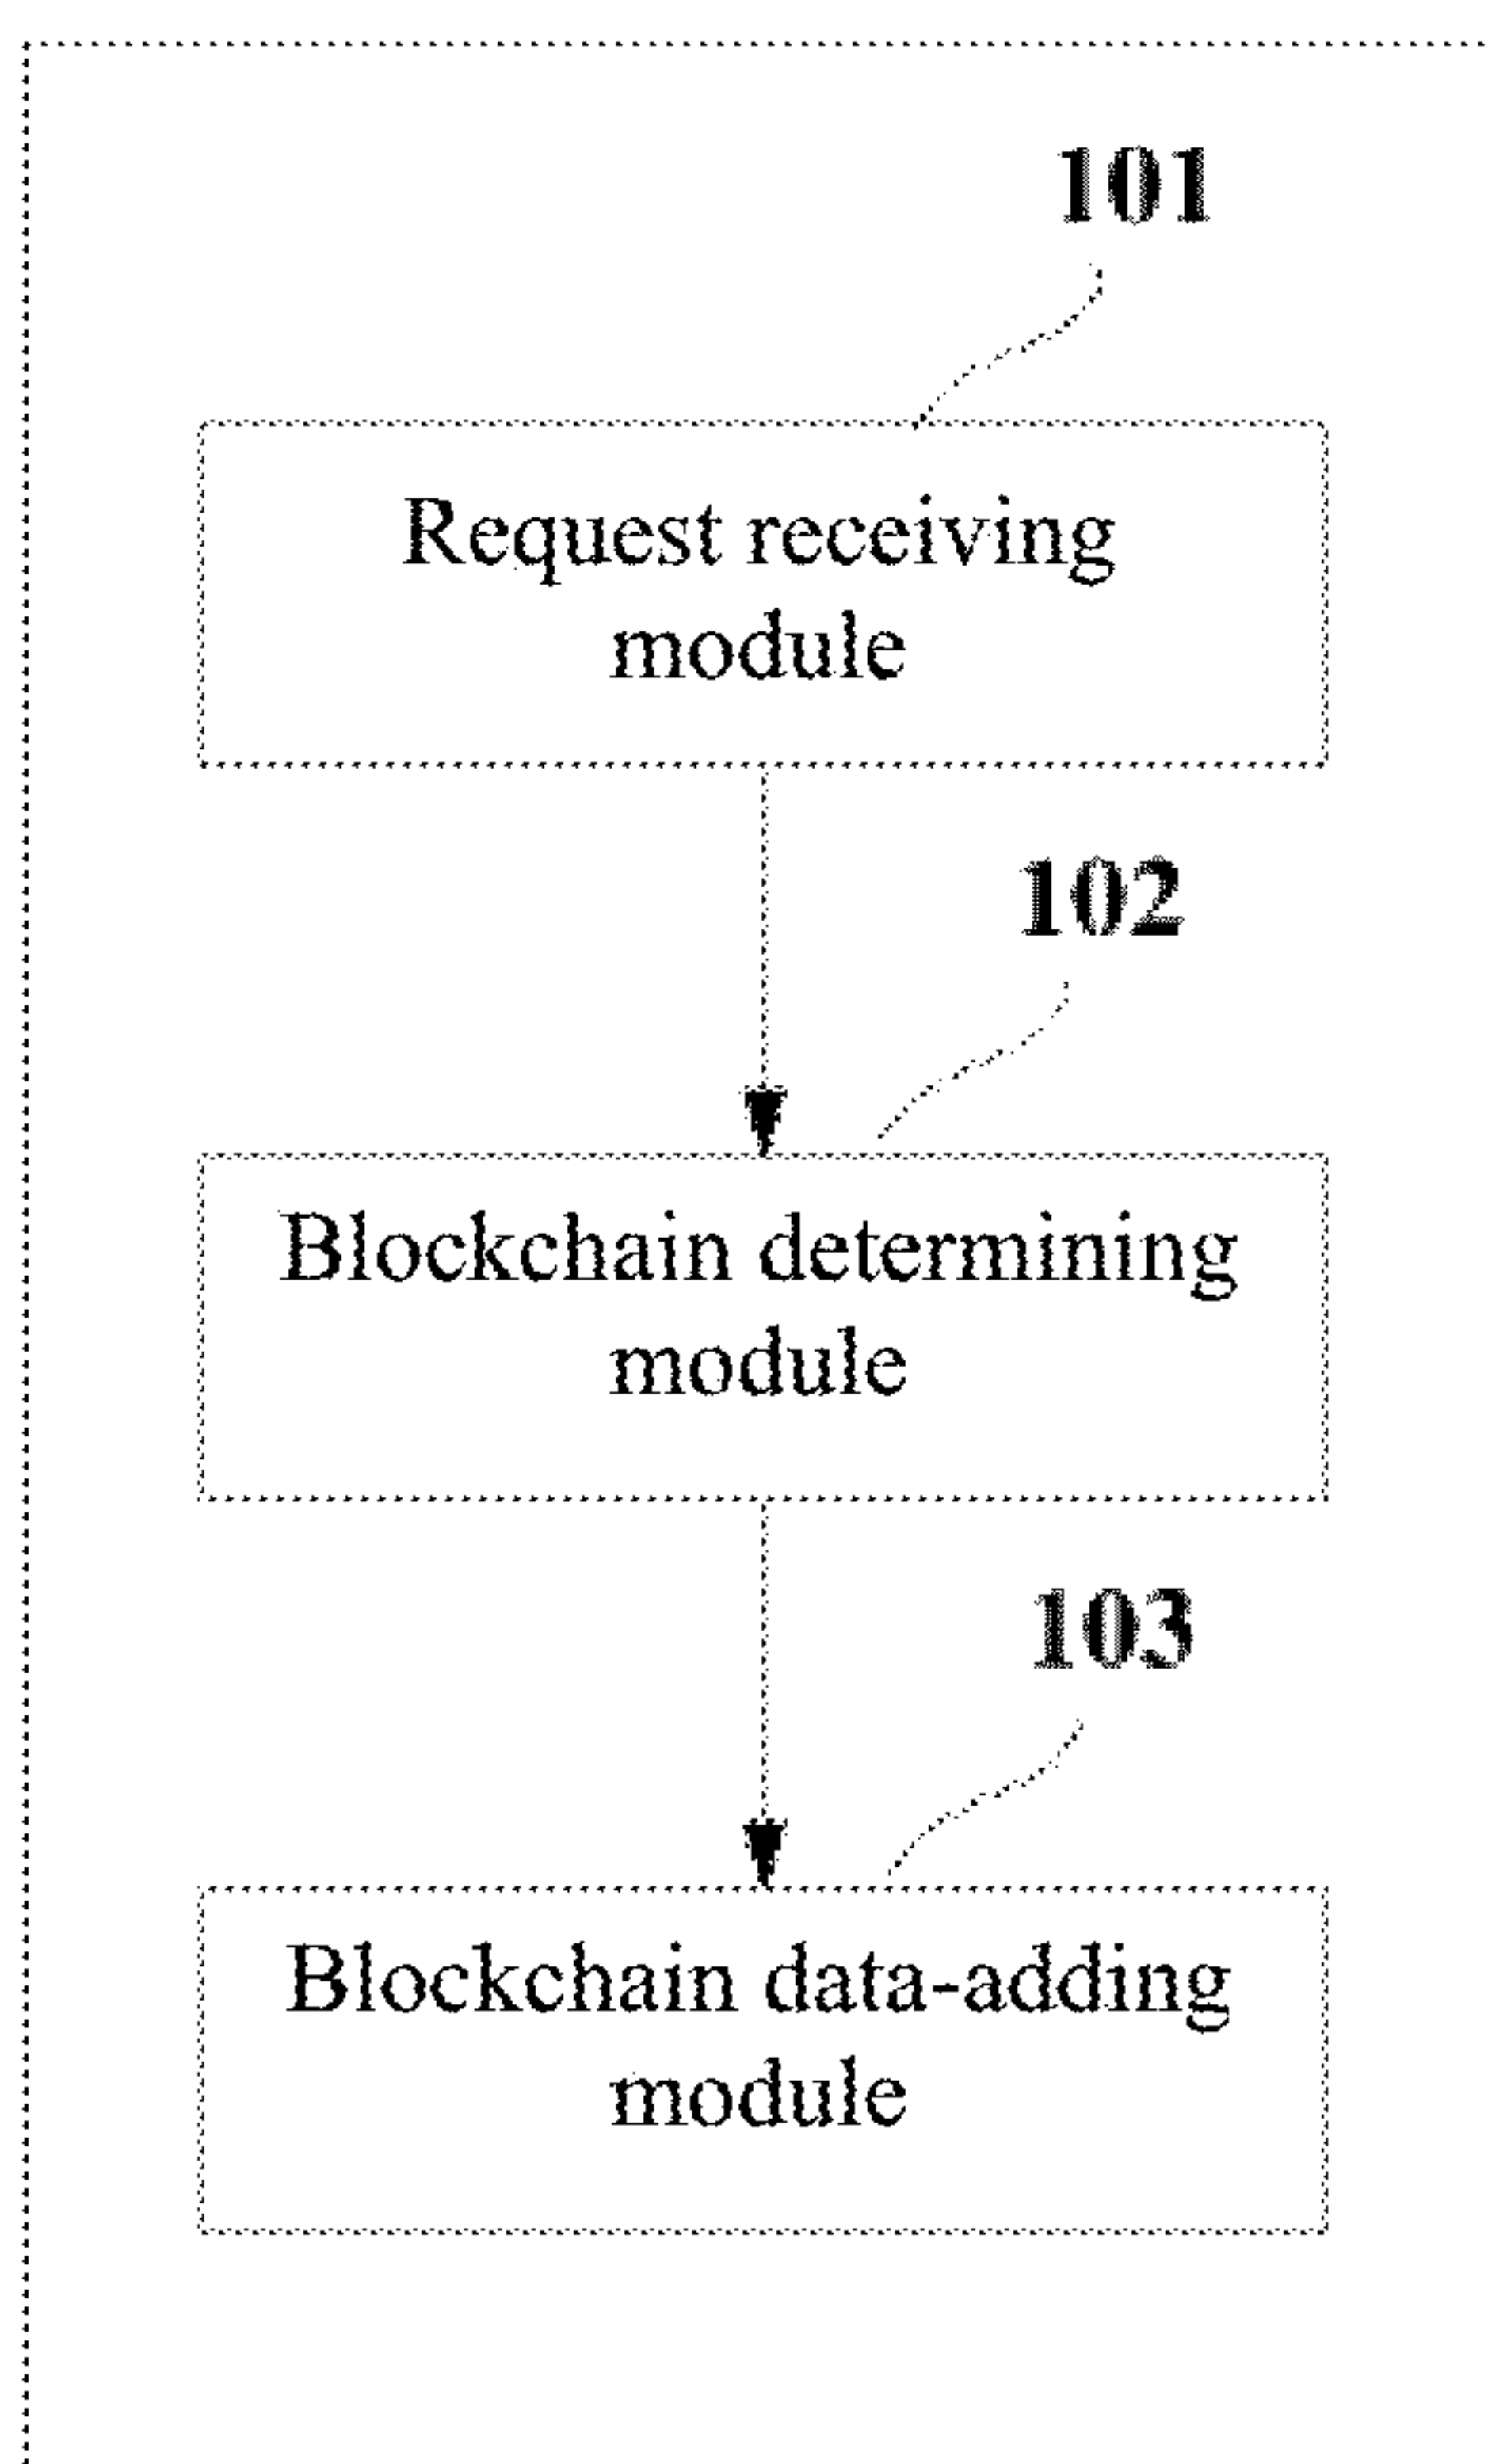 101
Request receiving
module
102
Blockchain determining
module
103
Blockchain data-adding
module